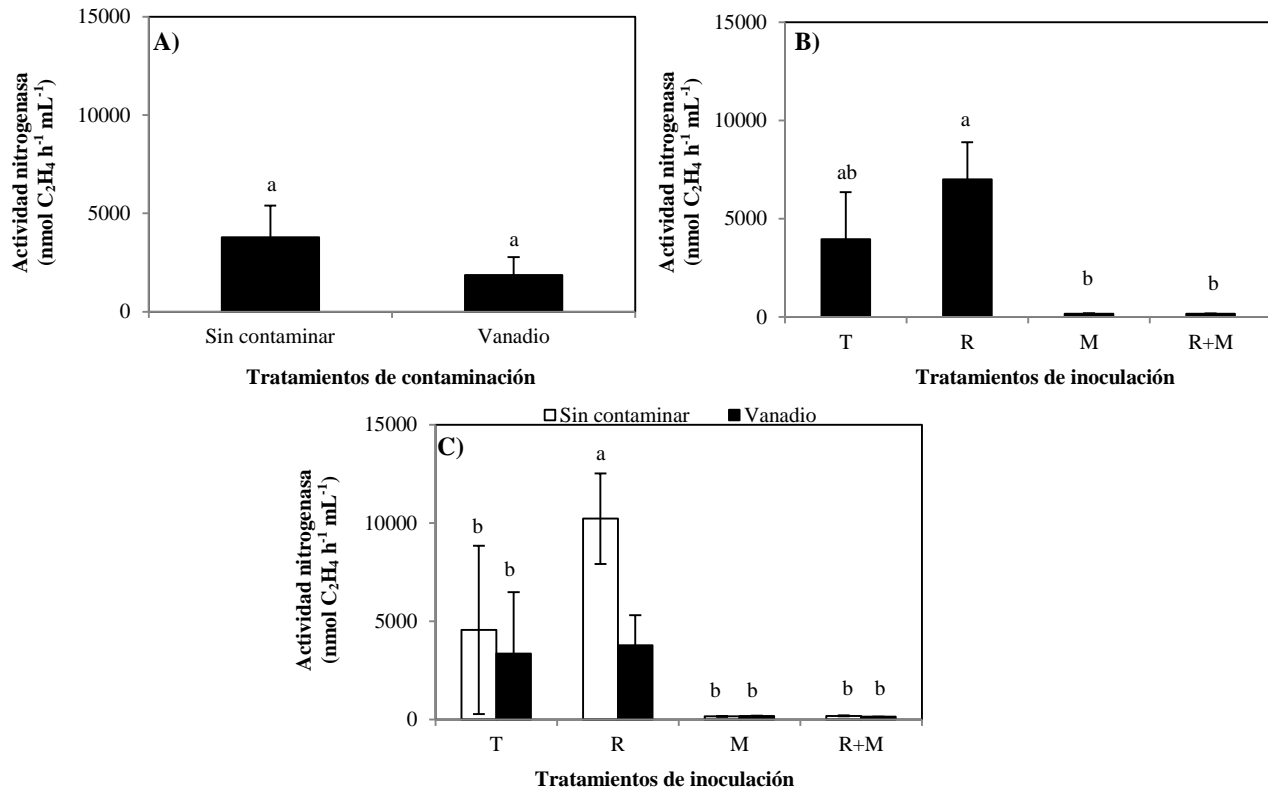 A)
Actividad nitrogenasa
(nmol C₂H₄ h⁻¹ mL⁻¹)
15000
10000
5000
0
a
a
Sin contaminar
Vanadio
Tratamientos de contaminación
B)
Actividad nitrogenasa
(nmol C₂H₄ h⁻¹ mL⁻¹)
15000
10000
5000
0
ab
a
b
b
T
R
M
R+M
Tratamientos de inoculación
Sin contaminar
Vanadio
C)
Actividad nitrogenasa
(nmol C₂H₄ h⁻¹ mL⁻¹)
15000
10000
5000
0
b
b
a
b
b
b
b
T
R
M
R+M
Tratamientos de inoculación